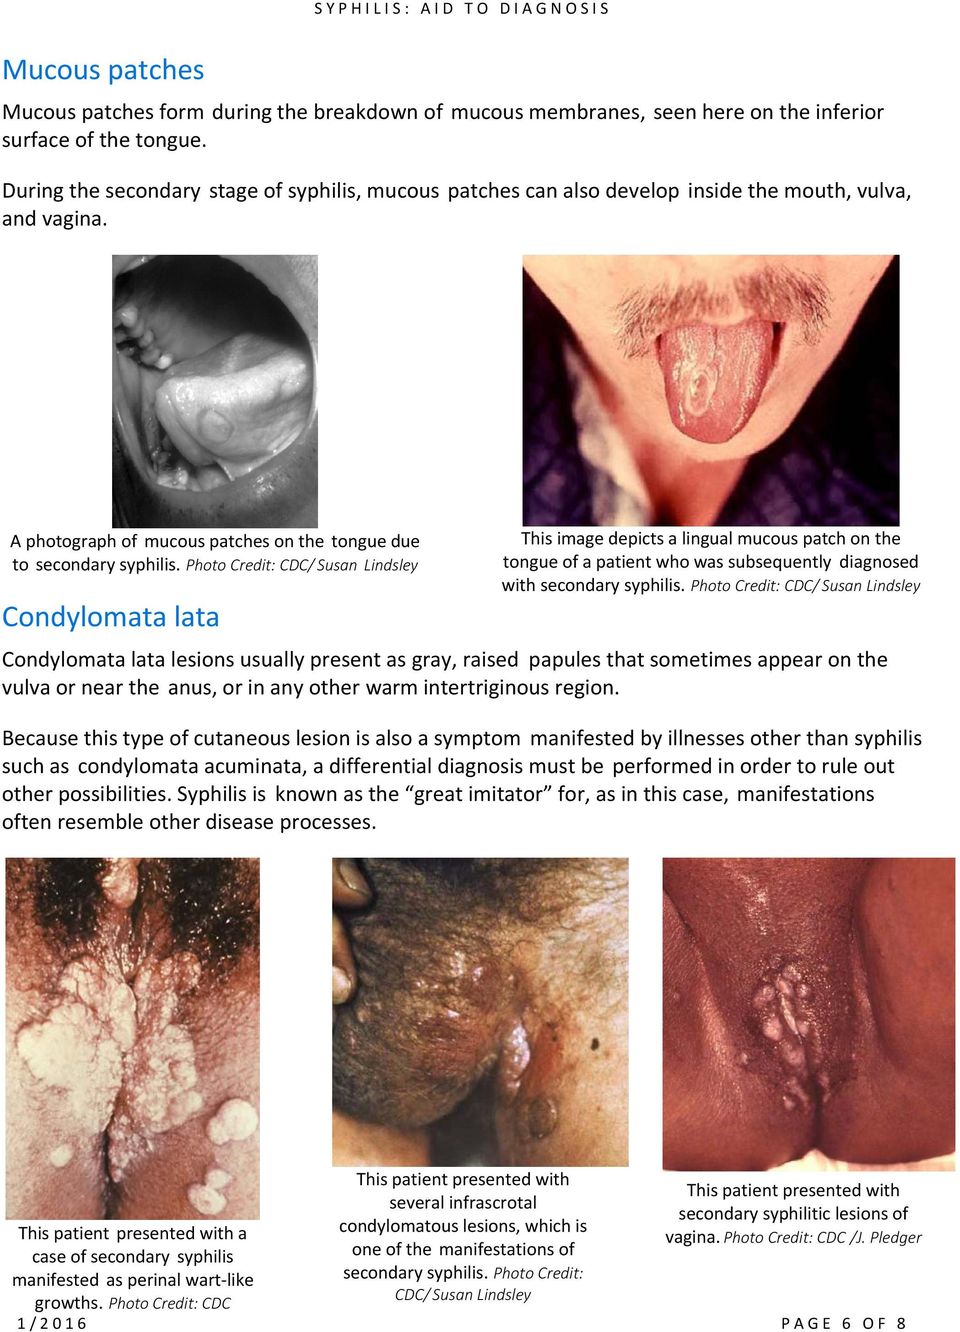 SYPHILIS: AID TO DIAGNOSIS
Mucous patches
Mucous patches form during the breakdown of mucous membranes, seen here on the inferior
surface of the tongue.
During the secondary stage of syphilis, mucous patches can also develop inside the mouth, vulva,
and vagina.
A photograph of mucous patches on the tongue due
to secondary syphilis. Photo Credit: CDC/ Susan Lindsley
This image depicts a lingual mucous patch on the
tongue of a patient who was subsequently diagnosed
with secondary syphilis. Photo Credit: CDC/ Susan Lindsley
Condylomata lata
Condylomata lata lesions usually present as gray, raised papules that sometimes appear on the
vulva or near the anus, or in any other warm intertriginous region.
Because this type of cutaneous lesion is also a symptom manifested by illnesses other than syphilis
such as condylomata acuminata, a differential diagnosis must be performed in order to rule out
other possibilities. Syphilis is known as the “great imitator” for, as in this case, manifestations
often resemble other disease processes.
This patient presented with a
case of secondary syphilis
manifested as perinal wart-like
growths. Photo Credit: CDC
This patient presented with
several infrascrotal
condylomatous lesions, which is
one of the manifestations of
secondary syphilis. Photo Credit:
CDC/ Susan Lindsley
This patient presented with
secondary syphilitic lesions of
vagina. Photo Credit: CDC /J. Pledger
1/2016
PAGE 6 OF 8